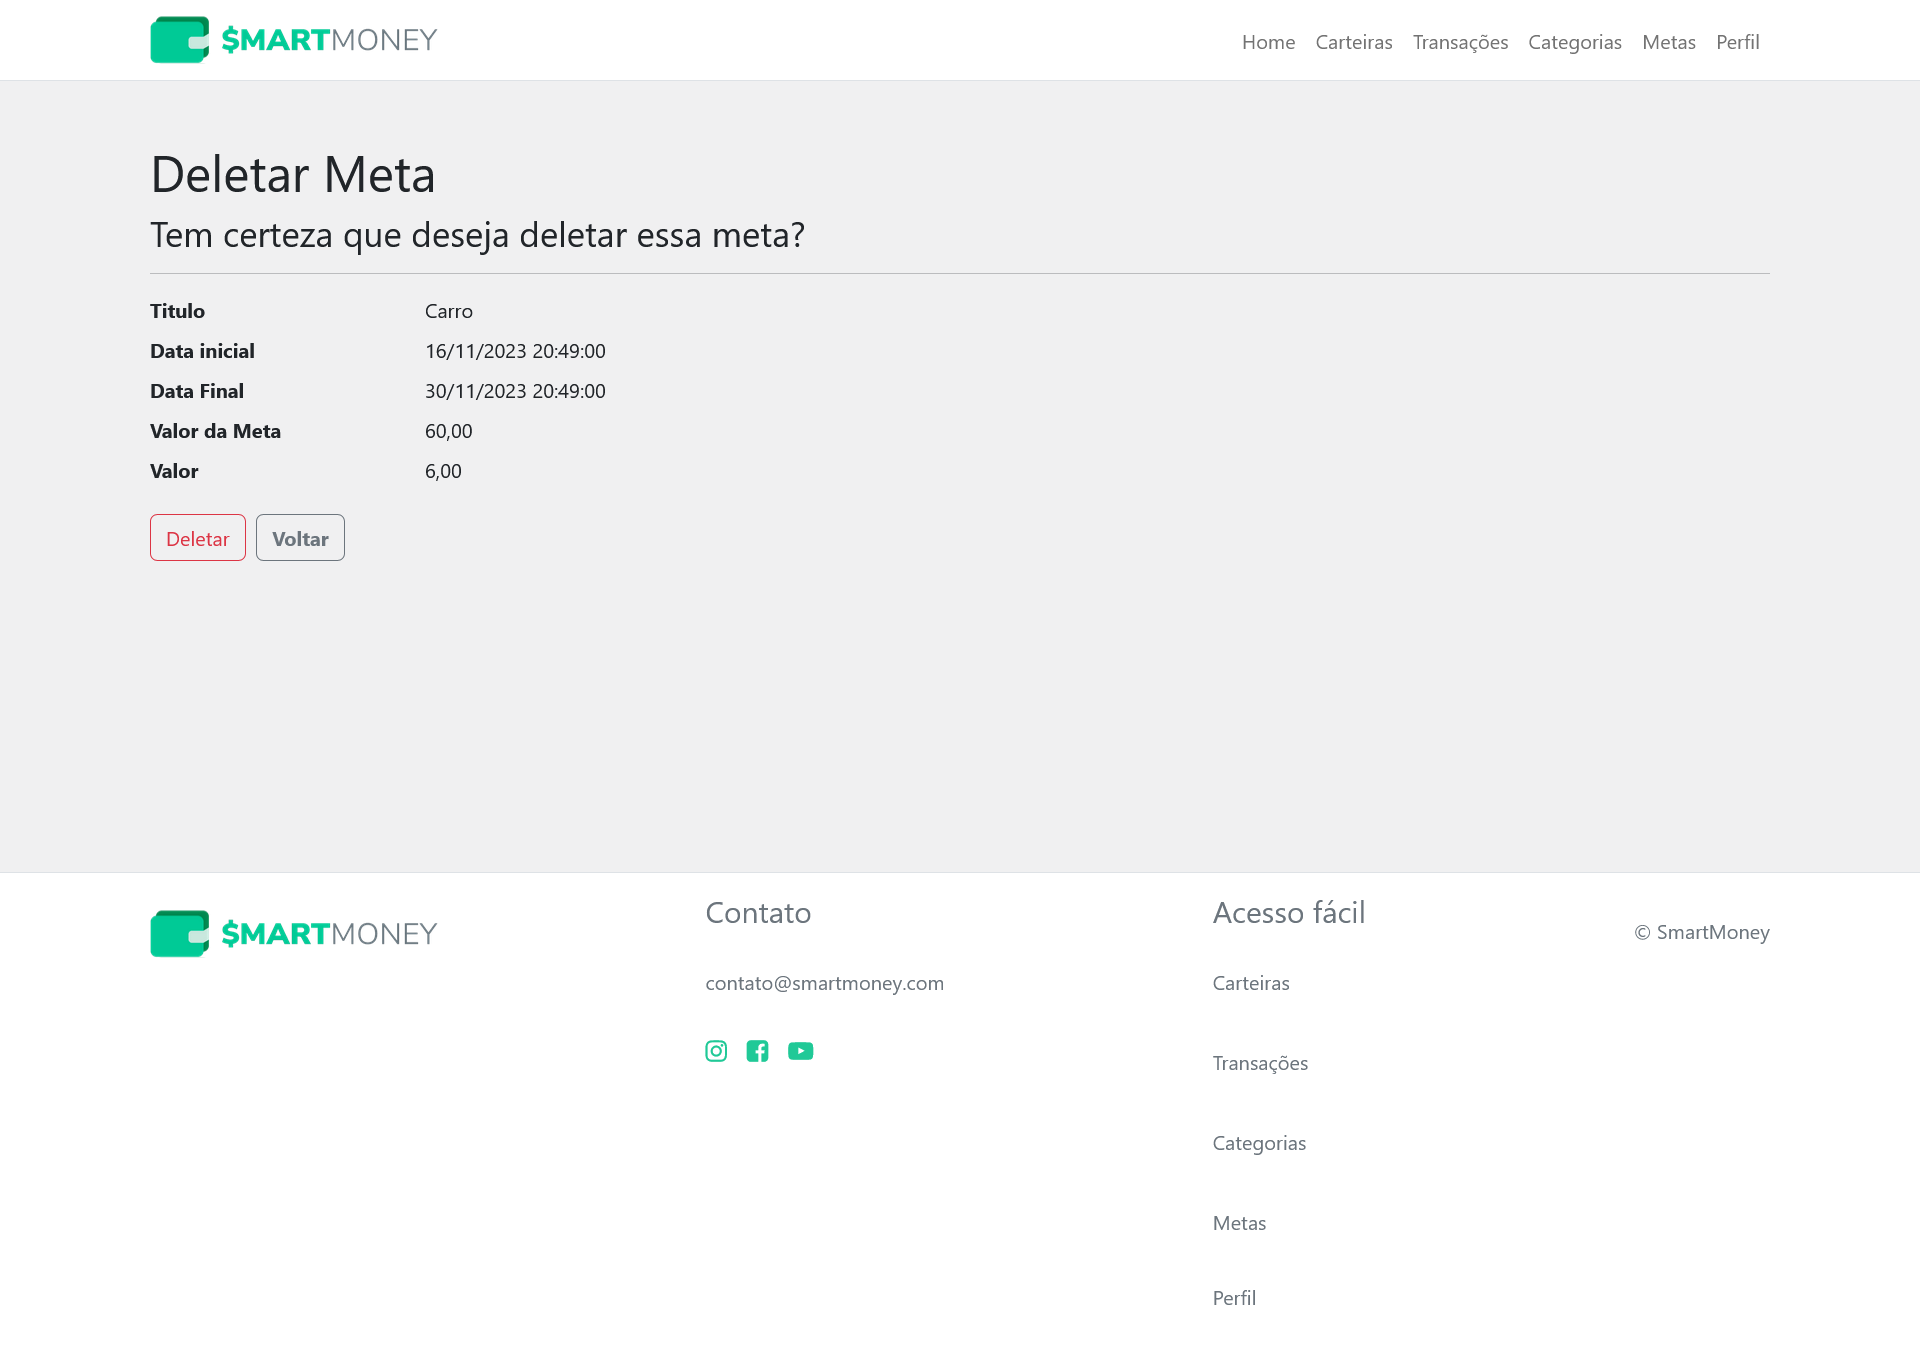 $MARTMONEY
Home Carteiras Transações Categorias Metas Perfil
Deletar Meta
Tem certeza que deseja deletar essa meta?
Titulo Carro
Data inicial 16/11/2023 20:49:00
Data Final 30/11/2023 20:49:00
Valor da Meta 60,00
Valor 6,00
Deletar Voltar
$MARTMONEY
Contato
contato@smartmoney.com
Acesso fácil
Carteiras
Transações
Categorias
Metas
Perfil
© SmartMoney